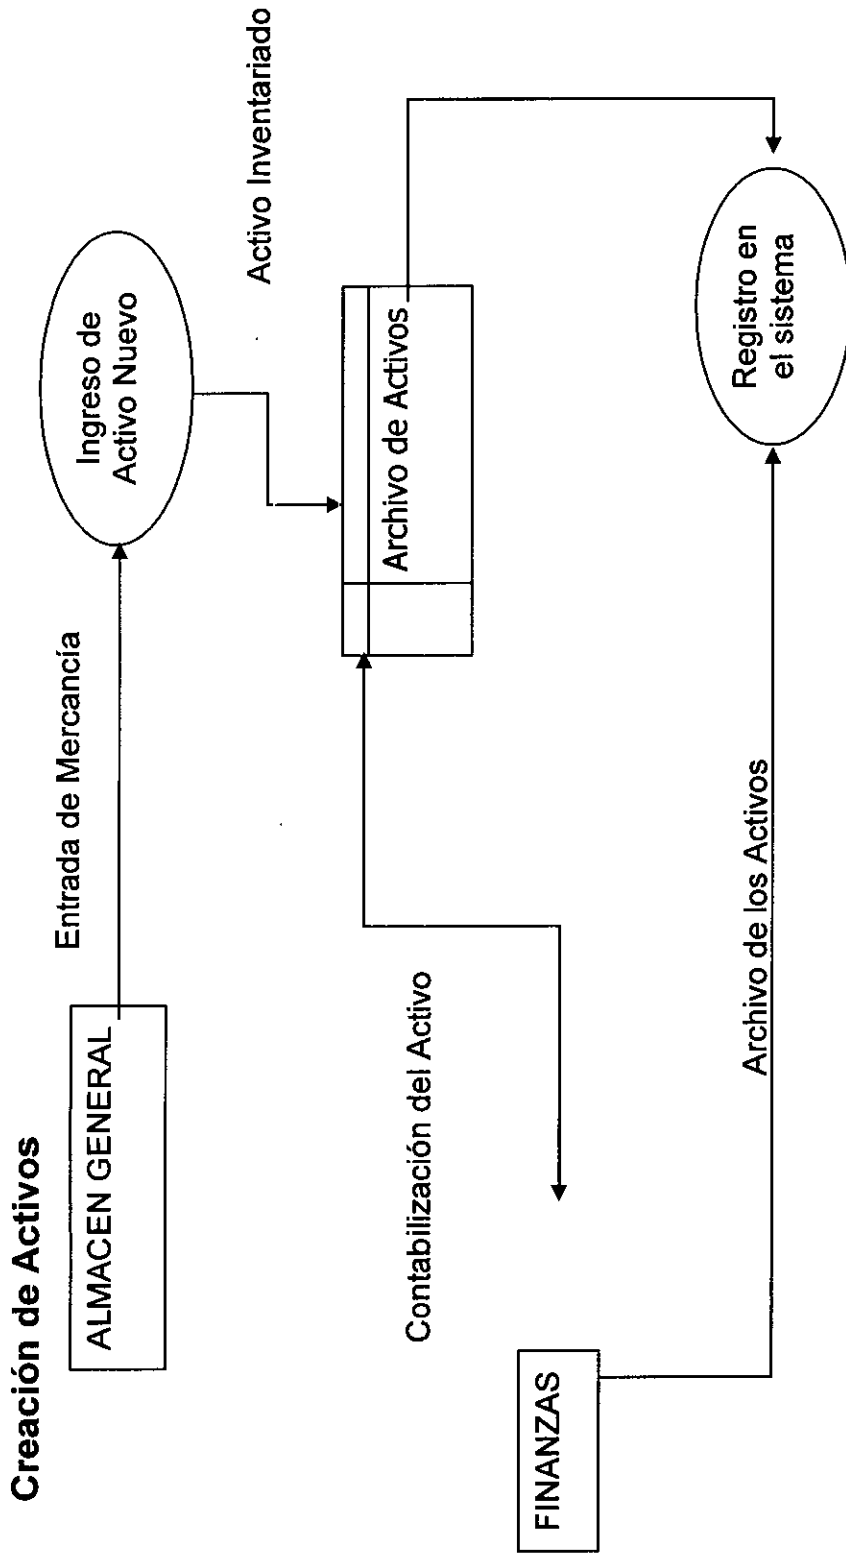 Creación de Activos
ALMACEN GENERAL
Entrada de Mercancía
Ingreso de
Activo Nuevo
Activo Inventariado
Archivo de Activos
Contabilización del Activo
FINANZAS
Archivo de los Activos
Registro en
el sistema